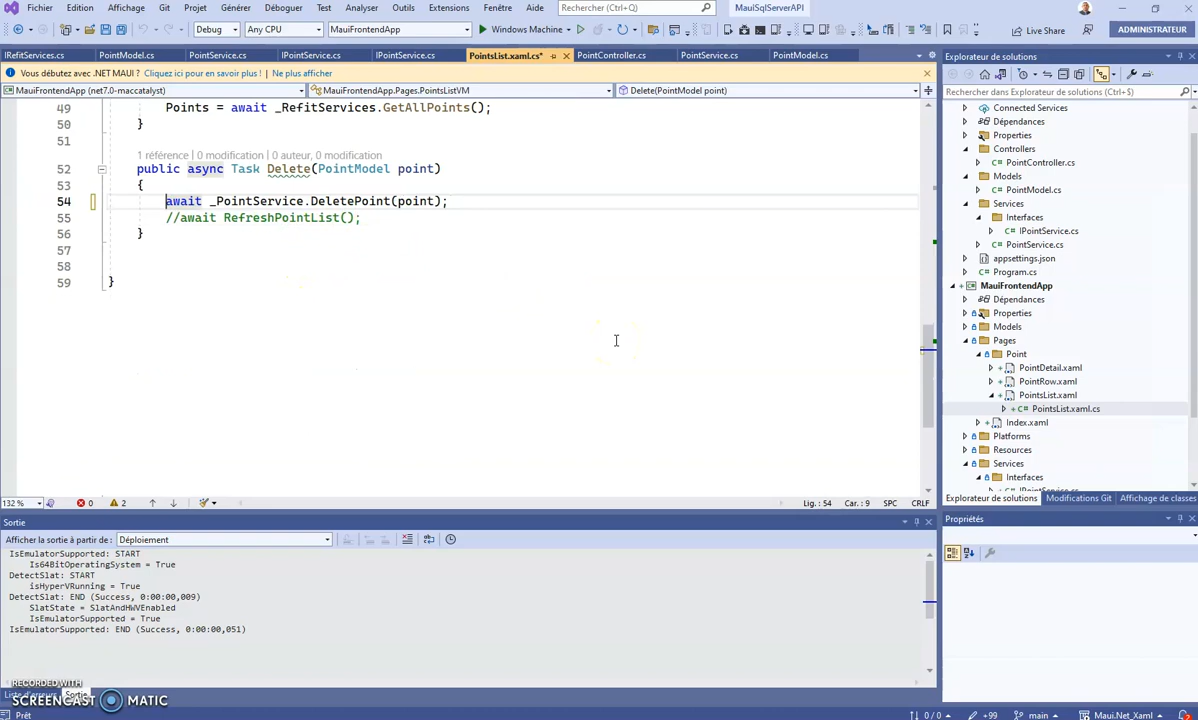 Fichier Edition Affichage Git Projet Générer Déboguer Test Analyser Outils Extensions Fenêtre Aide Rechercher (Ctrl+Q) MauiSqlServerAPI
Debug Any CPU MauiFrontendApp Windows Machine Live Share ADMINISTRATEUR
IRefitServices.cs PointModel.cs PointService.cs IPointService.cs IPointService.cs PointsList.xaml.cs* PointController.cs PointService.cs PointModel.cs
Vous débutez avec .NET MAUI ? Cliquez ici pour en savoir plus ! Ne plus afficher
MauiFrontendApp (net7.0-maccatalyst) MauiFrontendApp.Pages.PointsListVM Delete(PointModel point)
49 Points = await _RefitServices.GetAllPoints();
50 }
51
1 référence | 0 modification | 0 auteur, 0 modification
52 public async Task Delete(PointModel point)
53 {
54 await _PointService.DeletePoint(point);
55 //await RefreshPointList();
56 }
57
58
59 }
132 % 0 2 Lig.: 54 Car.: 9 SPC CRLF
Sortie
Afficher la sortie à partir de : Déploiement
IsEmulatorSupported: START
Is64BitOperatingSystem = True
DetectSlat: START
isHyperVRunning = True
DetectSlat: END (Success, 0:00:00,009)
SlatState = SlatAndHWVEnabled
IsEmulatorSupported = True
IsEmulatorSupported: END (Success, 0:00:00,051)
Explorateur de solutions
Rechercher dans Explorateur de solutions (Ctrl+$)
Connected Services
Dépendances
Properties
Controllers
PointController.cs
Models
PointModel.cs
Services
Interfaces
IPointService.cs
PointService.cs
appsettings.json
Program.cs
MauiFrontendApp
Dépendances
Properties
Models
Pages
Point
PointDetail.xaml
PointRow.xaml
PointsList.xaml
PointsList.xaml.cs
Index.xaml
Platforms
Resources
Services
Interfaces
IPointService.cs
Explorateur de solutions Modifications Git Affichage de classes
Propriétés
RECORDED WITH
SCREENCAST MATIC
Liste d'erreurs Sortie
Prêt 0 / 0 +99 main Maui.Net_Xaml